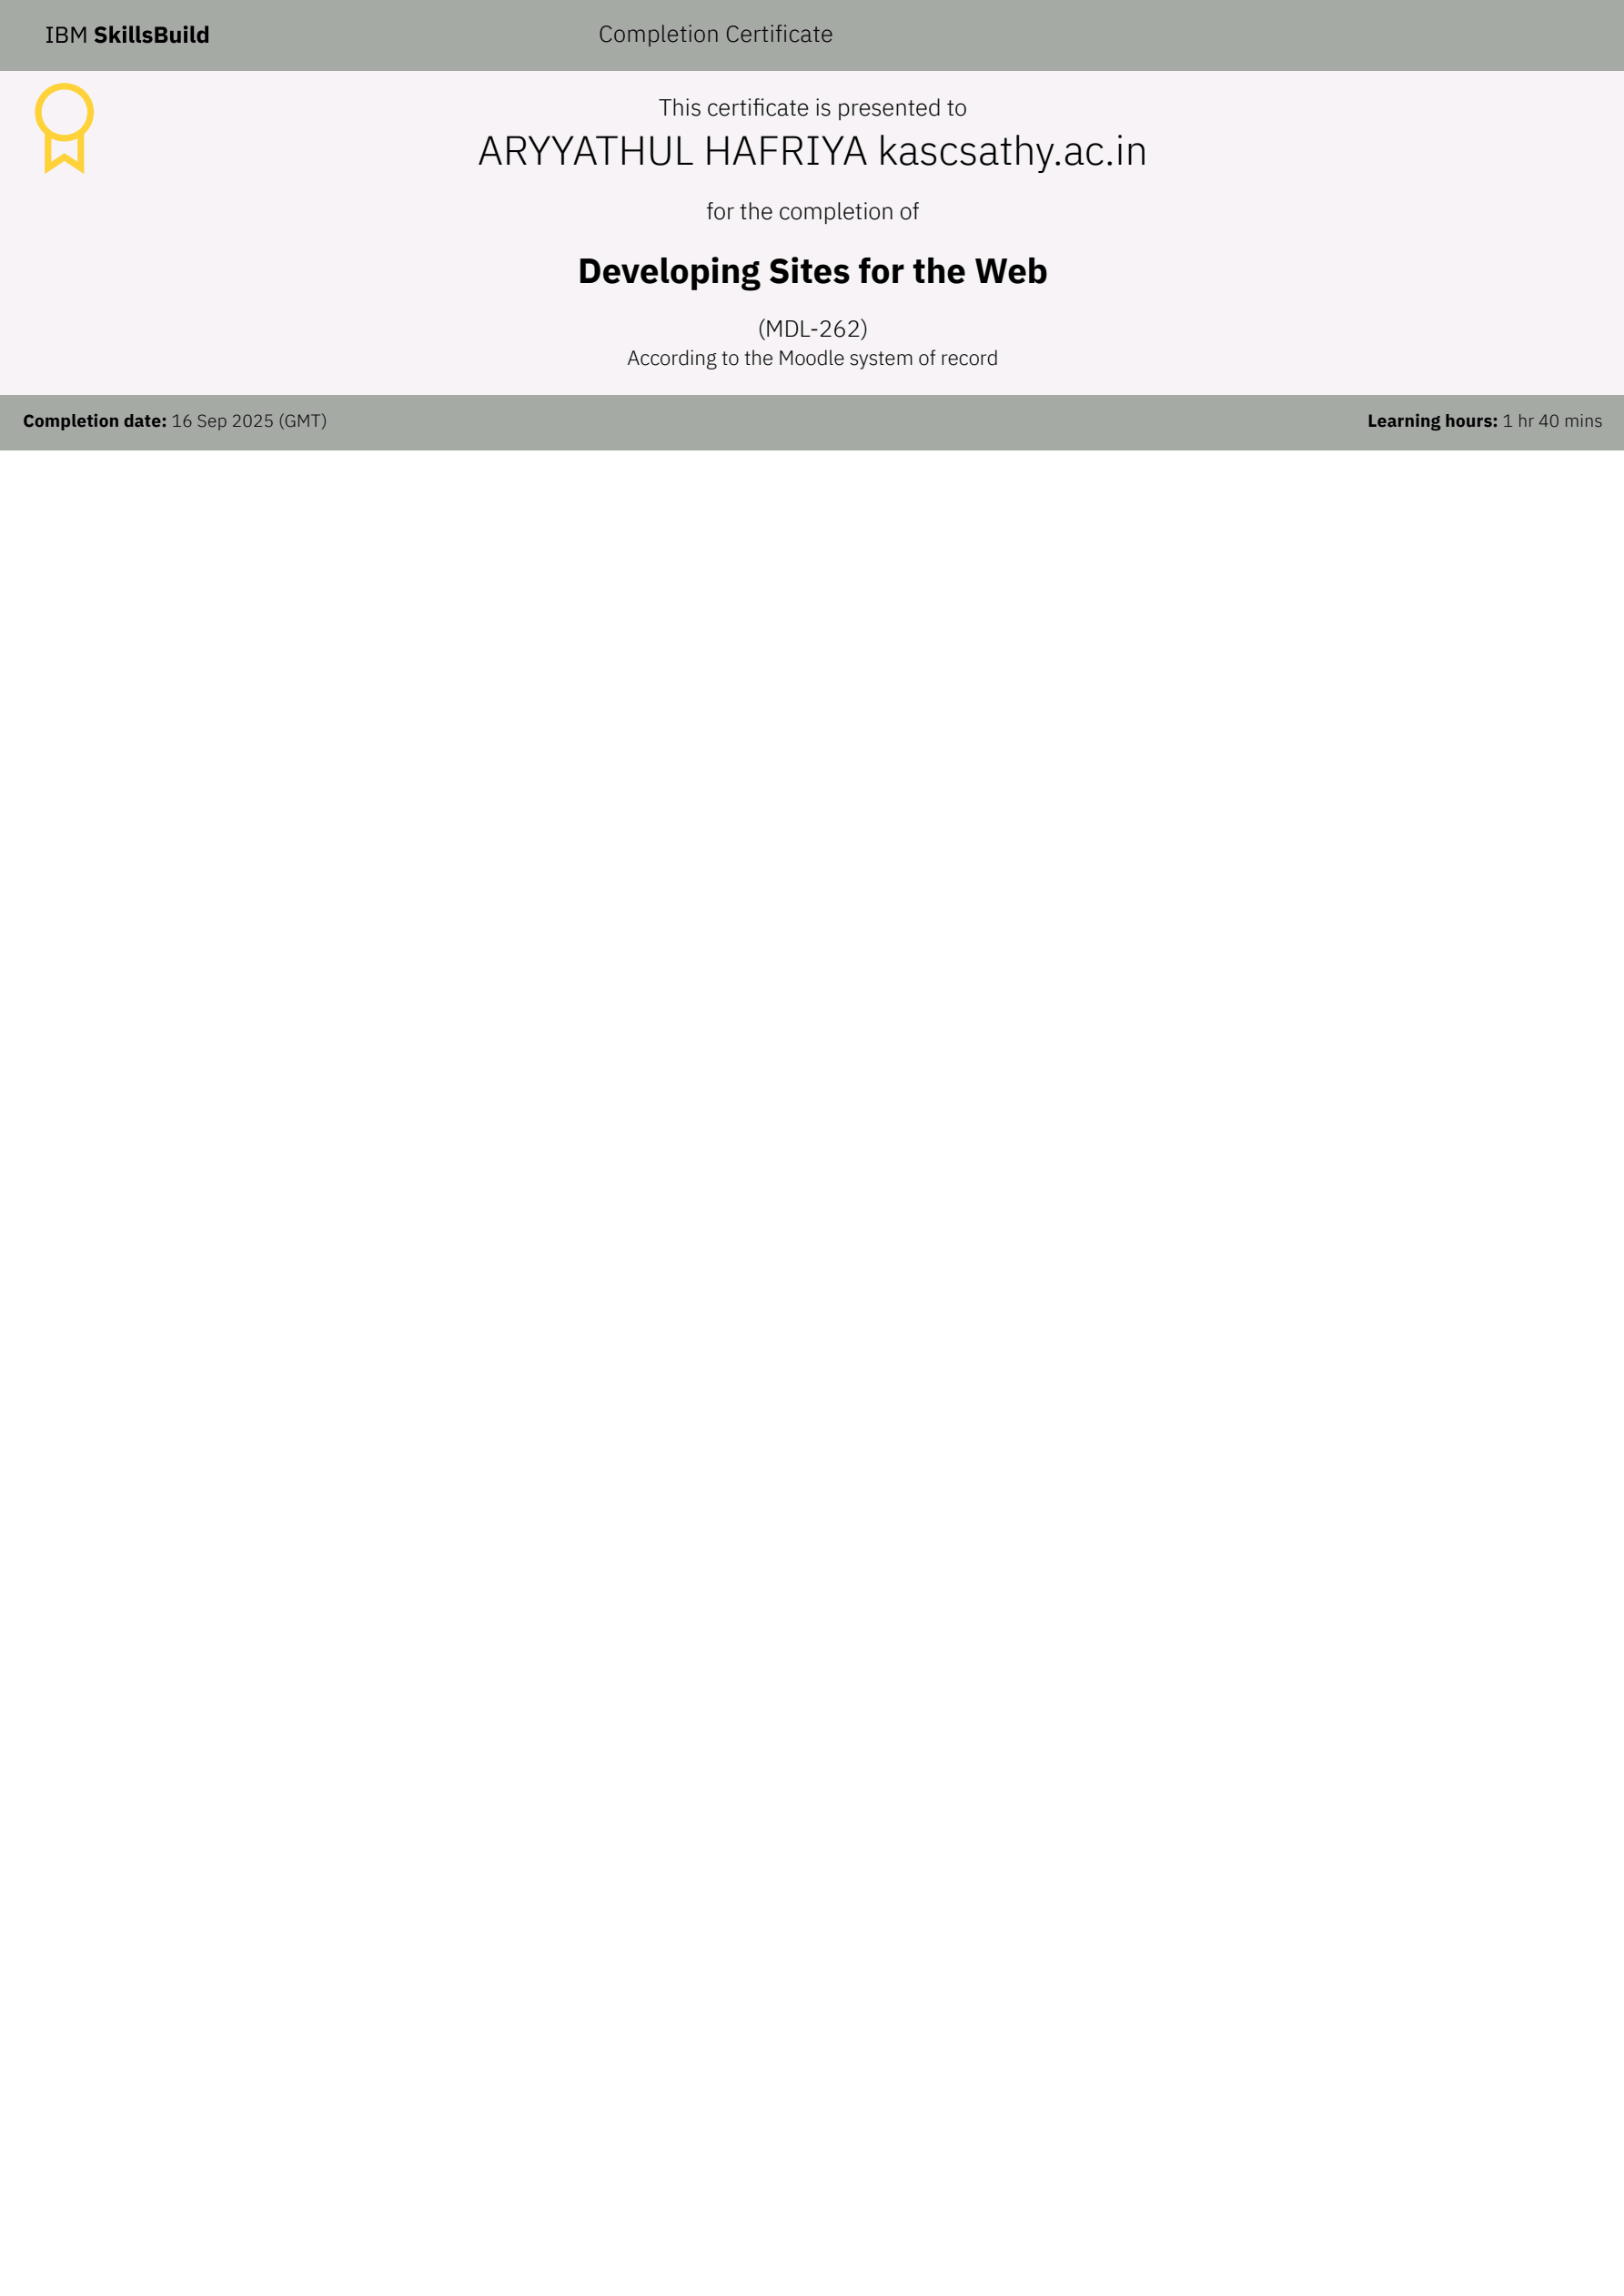 IBM SkillsBuild
Completion Certificate
This certificate is presented to
ARYYATHUL HAFRIYA kascsathy.ac.in
for the completion of
Developing Sites for the Web
(MDL-262)
According to the Moodle system of record
Completion date: 16 Sep 2025 (GMT)
Learning hours: 1 hr 40 mins